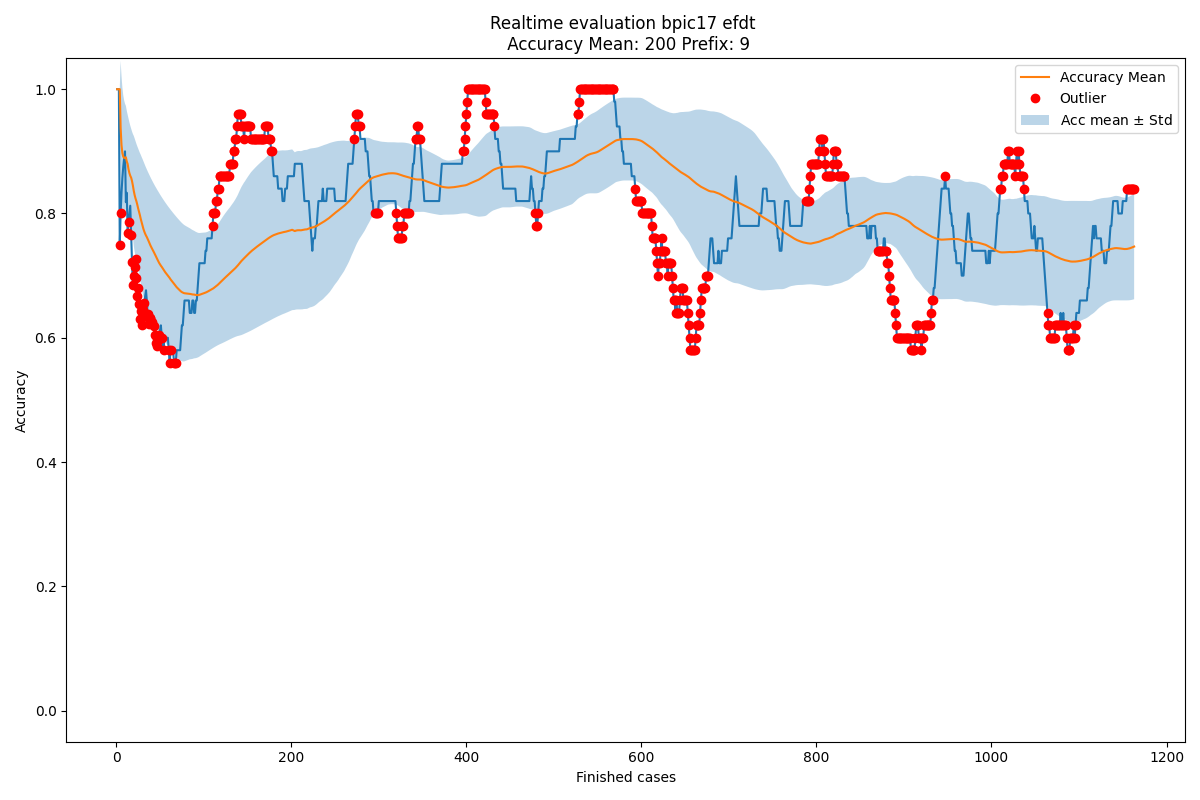 Realtime evaluation bpic17 efdt
Accuracy Mean: 200 Prefix: 9
Accuracy Mean
Outlier
Acc mean ± Std
1.0
0.8
0.6
0.4
0.2
0.0
Accuracy
0 200 400 600 800 1000 1200
Finished cases